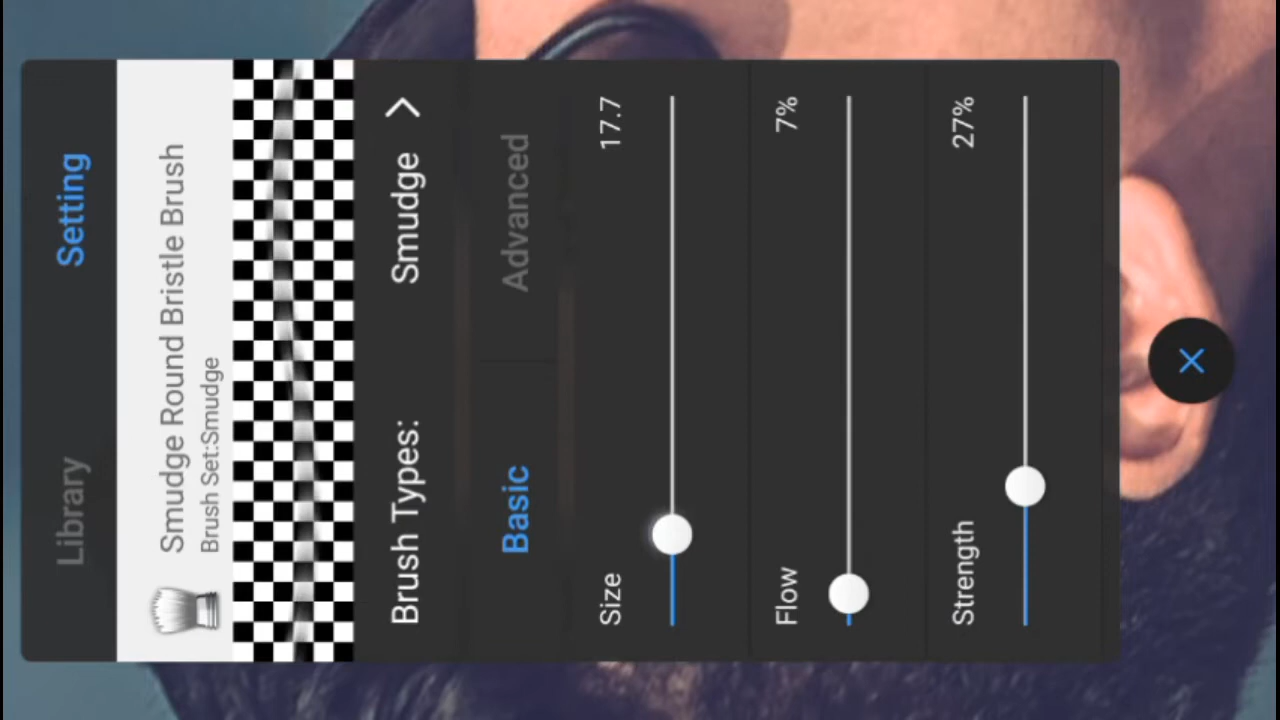 Library Setting
Smudge Round Bristle Brush
Brush Set:Smudge
Brush Types: Smudge
Basic Advanced
Size 17.7
Flow 7%
Strength 27%